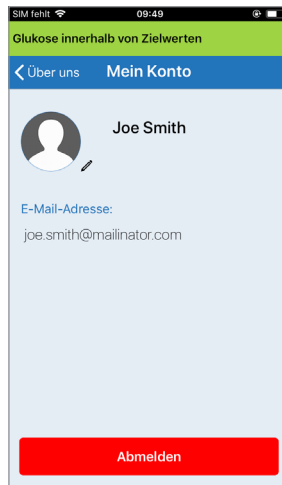 SIM fehlt 09:49
Glukose innerhalb von Zielwerten
Über uns Mein Konto
Joe Smith
E-Mail-Adresse:
joe.smith@mailinator.com
Abmelden